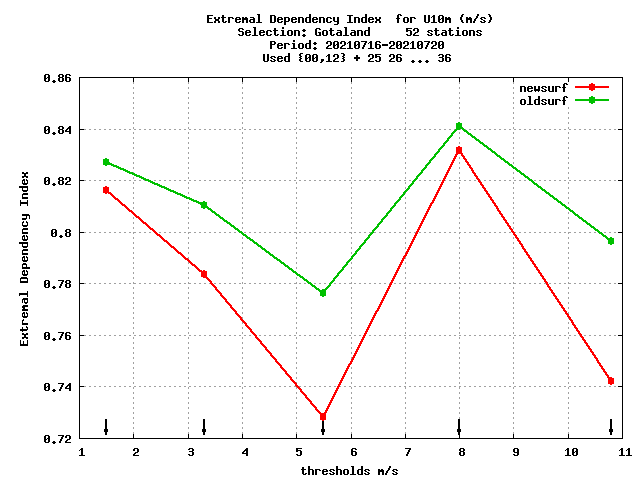 Extremal Dependency Index  for U10m (m/s)
Selection: Gotaland     52 stations
Period: 20210716-20210720
Used {00,12} + 25 26 ... 36
newsurf
oldsurf
Extremal Dependency Index
0.86
0.84
0.82
0.8
0.78
0.76
0.74
0.72
1 2 3 4 5 6 7 8 9 10 11
thresholds m/s